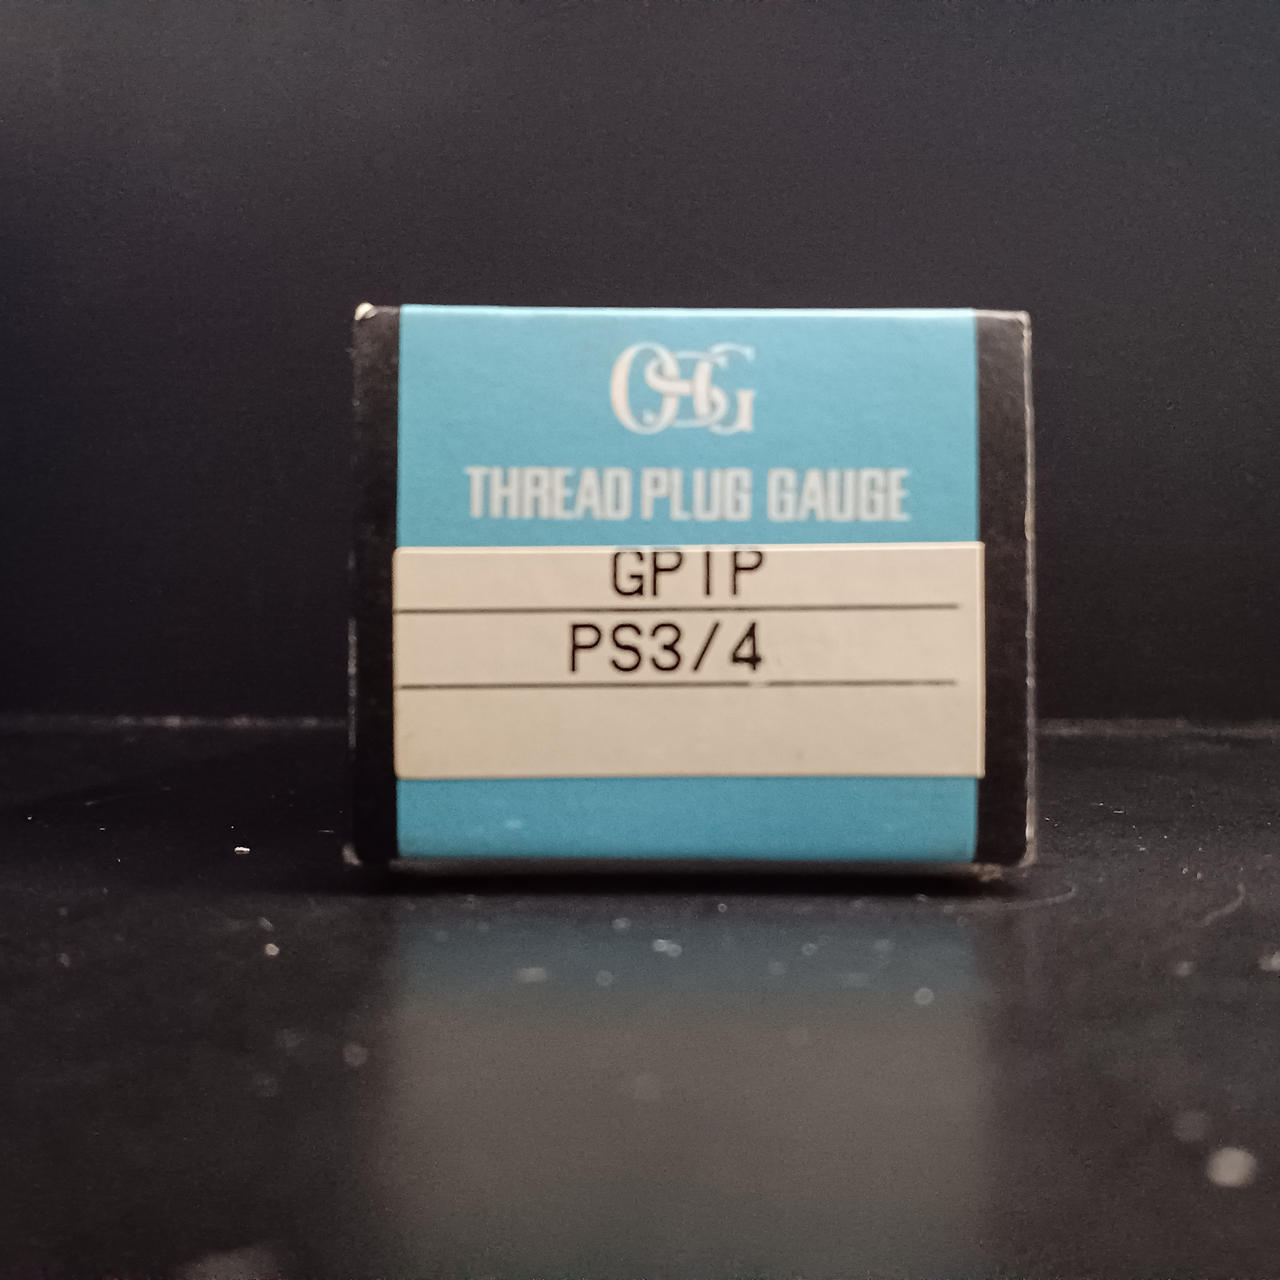 OSG
THREAD PLUG GAUGE
GPIP
PS3/4